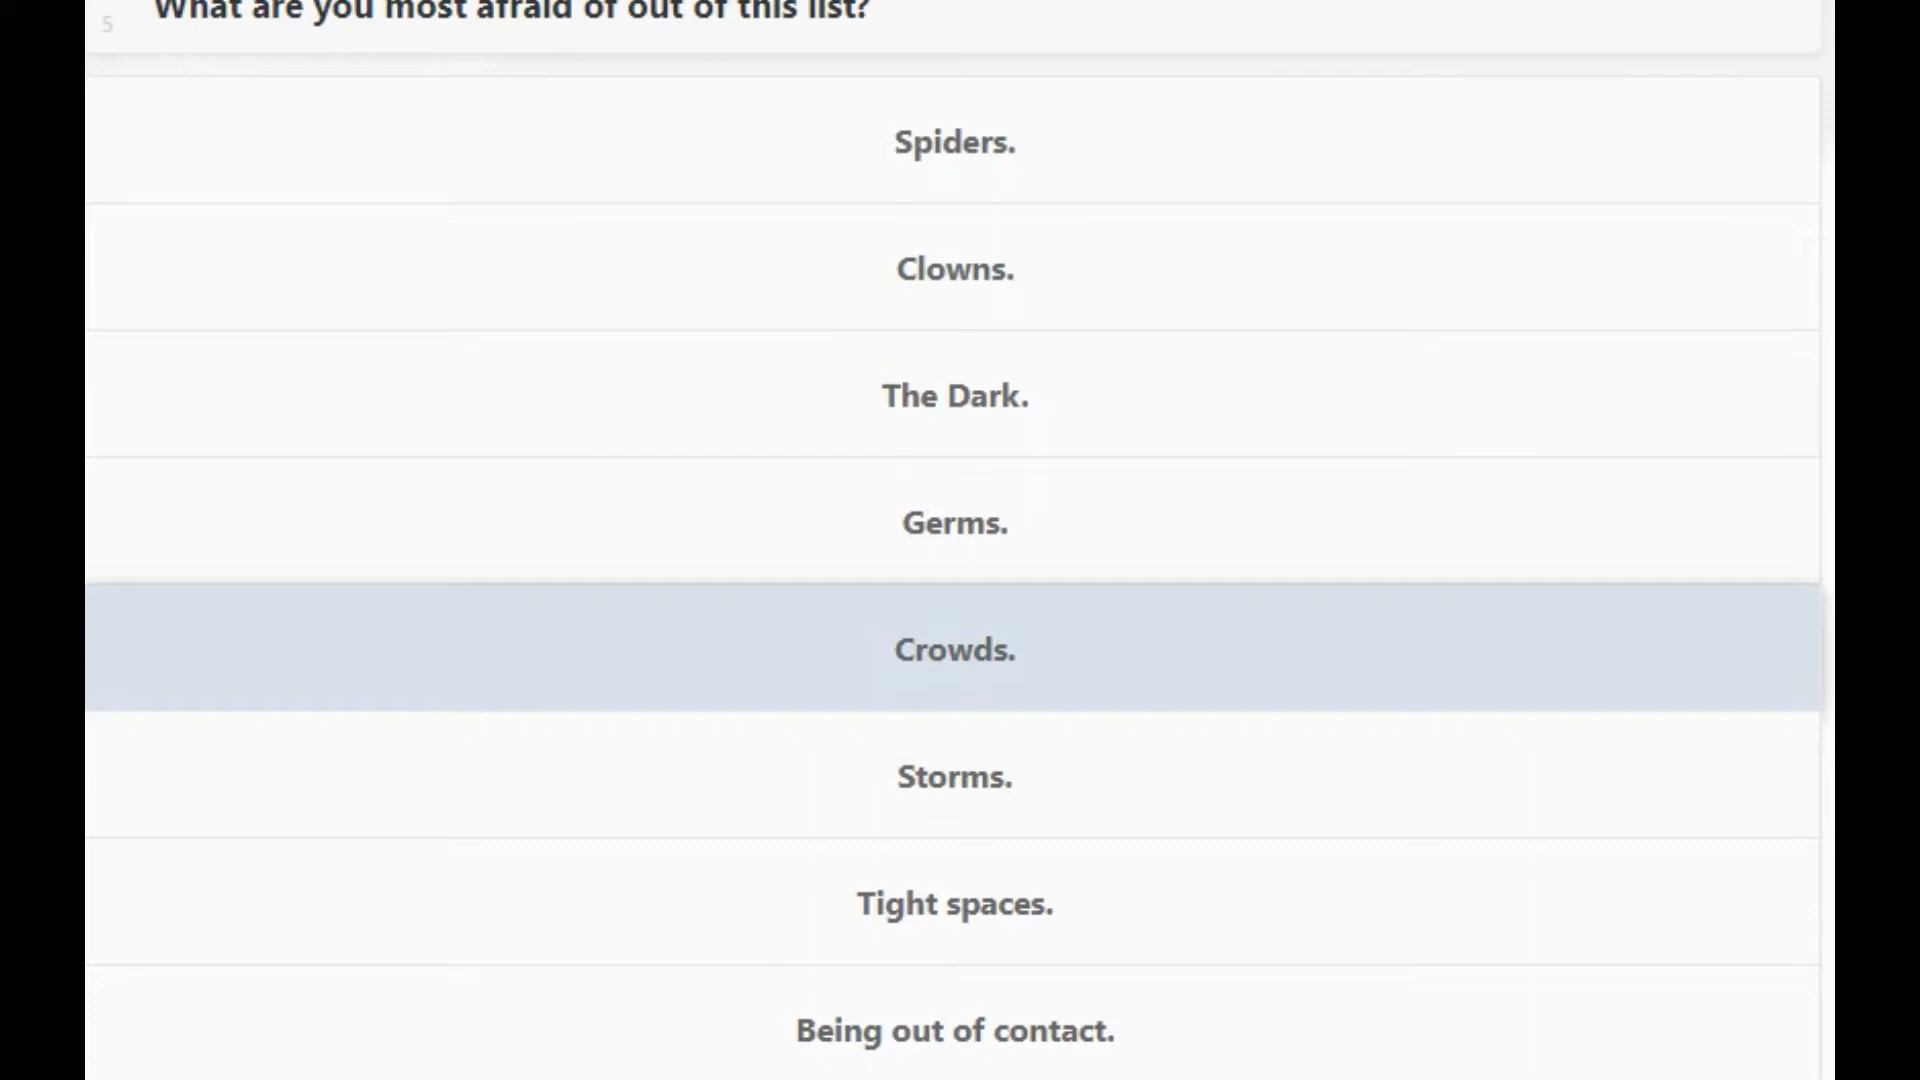 What are you most afraid of out of this list?
5
Spiders.
Clowns.
The Dark.
Germs.
Crowds.
Storms.
Tight spaces.
Being out of contact.